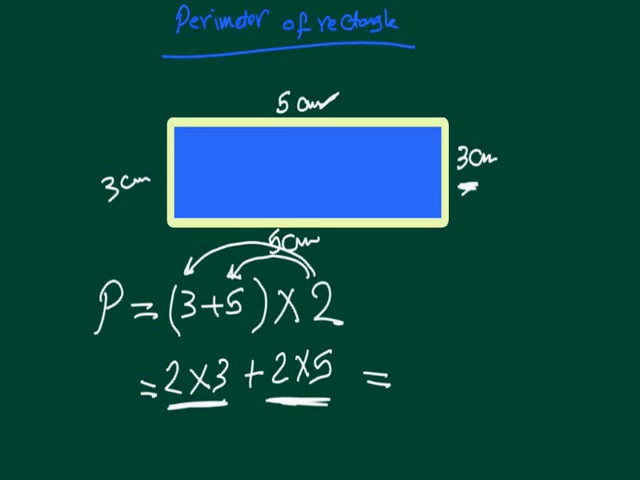 Perimeter of rectangle
5 cm
3 cm
3 cm
5 cm
P = (3+5) × 2
= 2×3 + 2×5 =